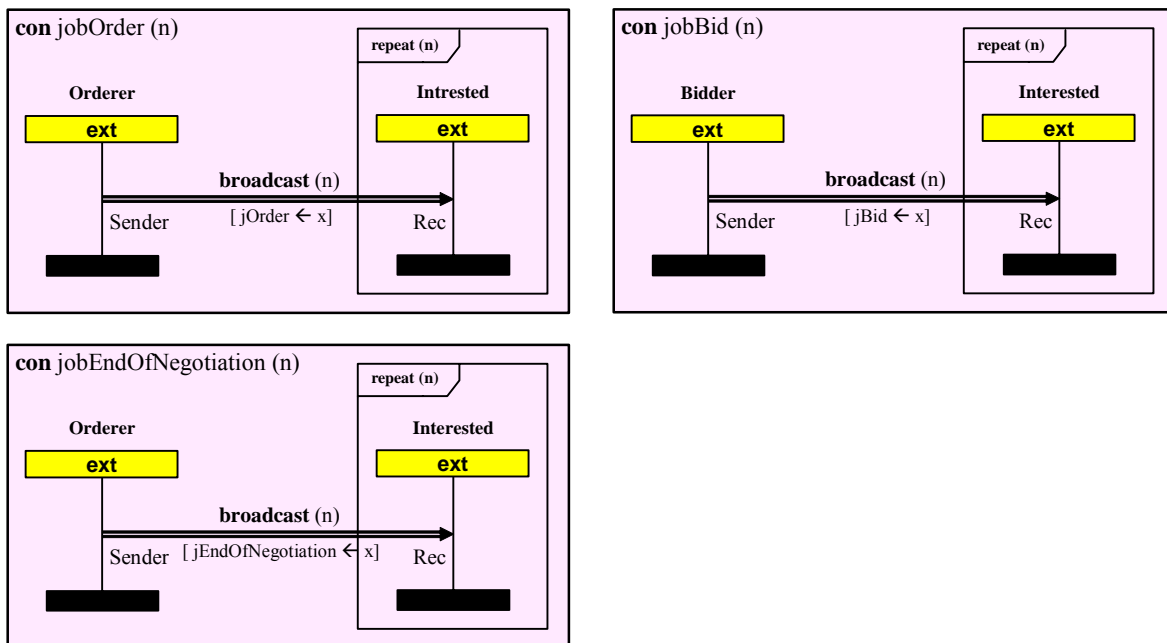 con jobOrder (n)
repeat (n)
Orderer
Intrested
ext
ext
broadcast (n)
[ jOrder ← x]
Sender
Rec
con jobBid (n)
repeat (n)
Bidder
Interested
ext
ext
broadcast (n)
[ jBid ← x]
Sender
Rec
con jobEndOfNegotiation (n)
repeat (n)
Orderer
Interested
ext
ext
broadcast (n)
[ jEndOfNegotiation ← x]
Sender
Rec